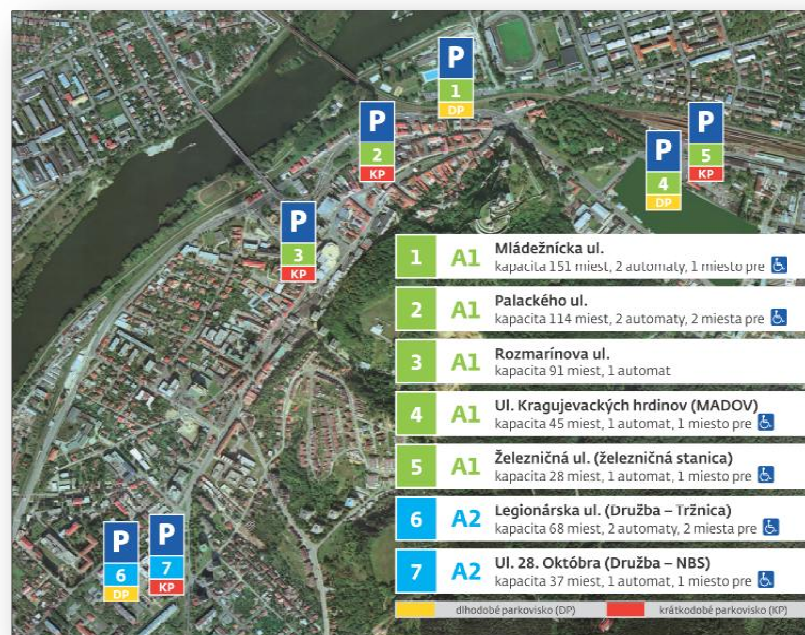 P
1
DP
P
2
KP
P
5
KP
P
4
DP
P
3
KP
1 A1 Mládežnícka ul.
kapacita 151 miest, 2 automaty, 1 miesto pre
2 A1 Palackého ul.
kapacita 114 miest, 2 automaty, 2 miesta pre
3 A1 Rozmarínova ul.
kapacita 91 miest, 1 automat
4 A1 Ul. Kragujevackých hrdinov (MADOV)
kapacita 45 miest, 1 automat, 1 miesto pre
5 A1 Železničná ul. (železničná stanica)
kapacita 28 miest, 1 automat, 1 miesto pre
6 A2 Legionárska ul. (Družba – Tržnica)
kapacita 68 miest, 2 automaty, 2 miesta pre
7 A2 Ul. 28. Októbra (Družba – NBS)
kapacita 37 miest, 1 automat, 1 miesto pre
P
6
DP
P
7
KP
dlhodobé parkovisko (DP) krátkodobé parkovisko (KP)